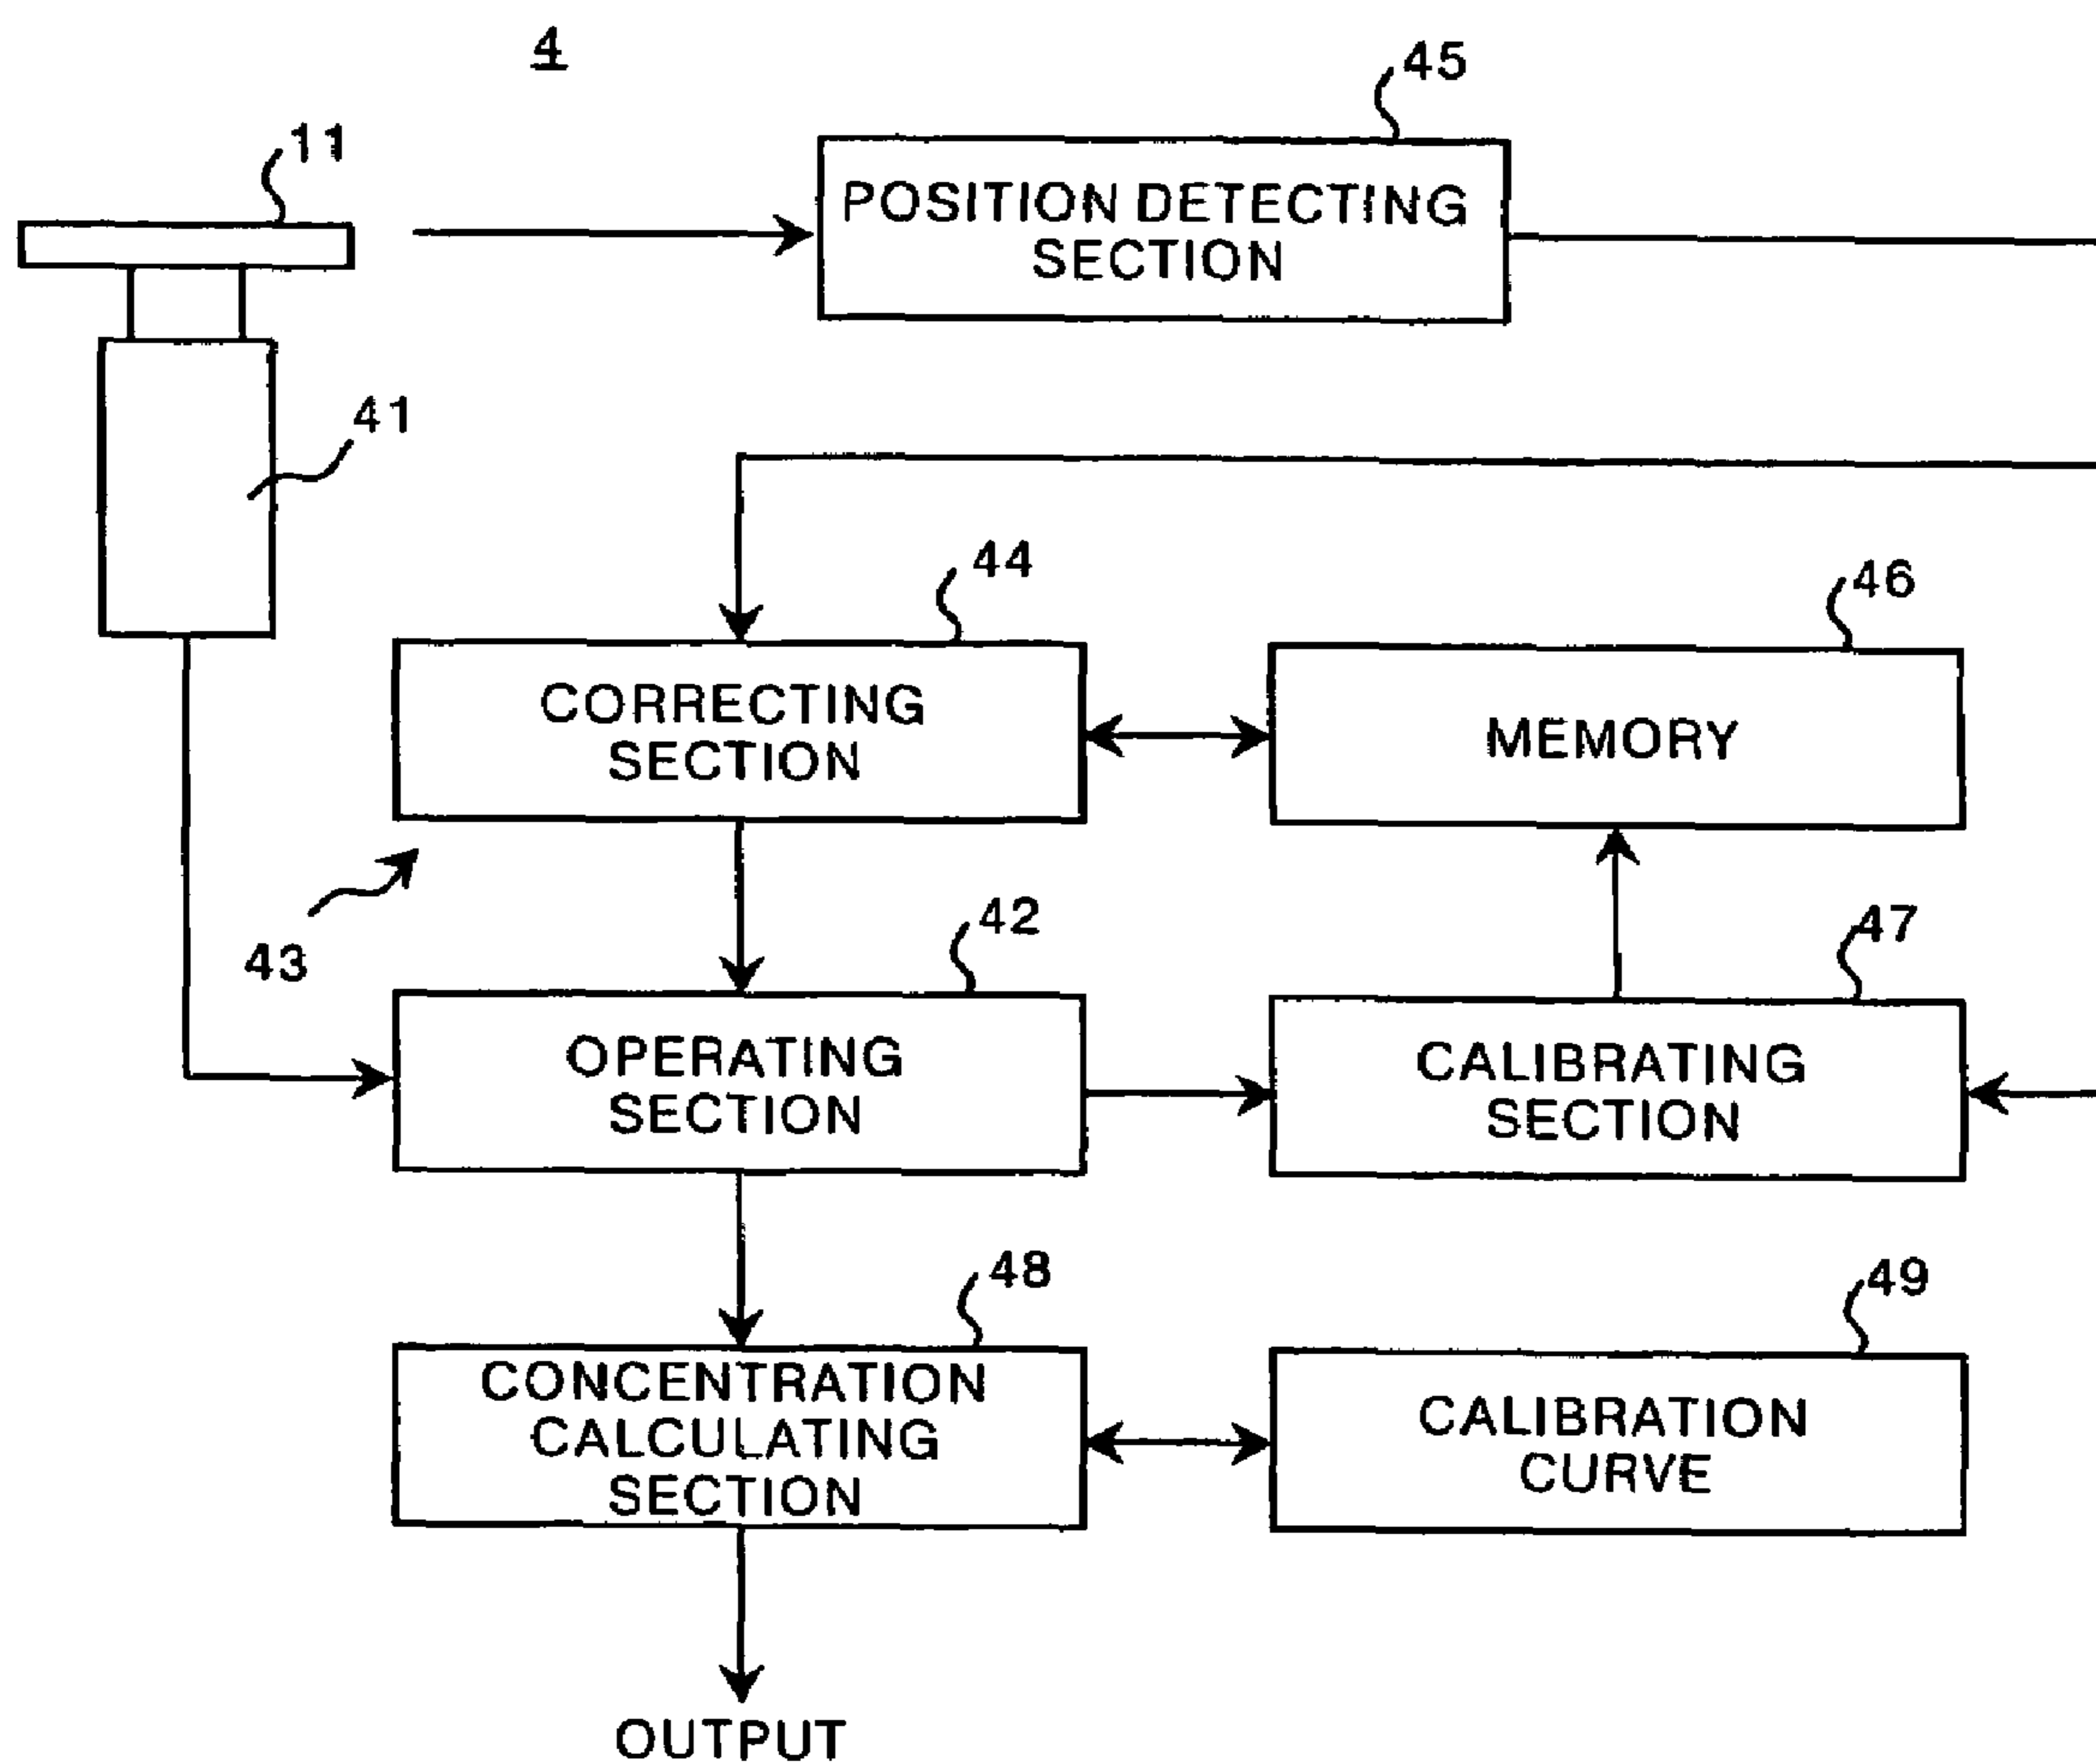 4
45
11
POSITION DETECTING
SECTION
41
44
46
CORRECTING
SECTION
MEMORY
43
42
47
OPERATING
SECTION
CALIBRATING
SECTION
48
49
CONCENTRATION
CALCULATING
SECTION
CALIBRATION
CURVE
OUTPUT